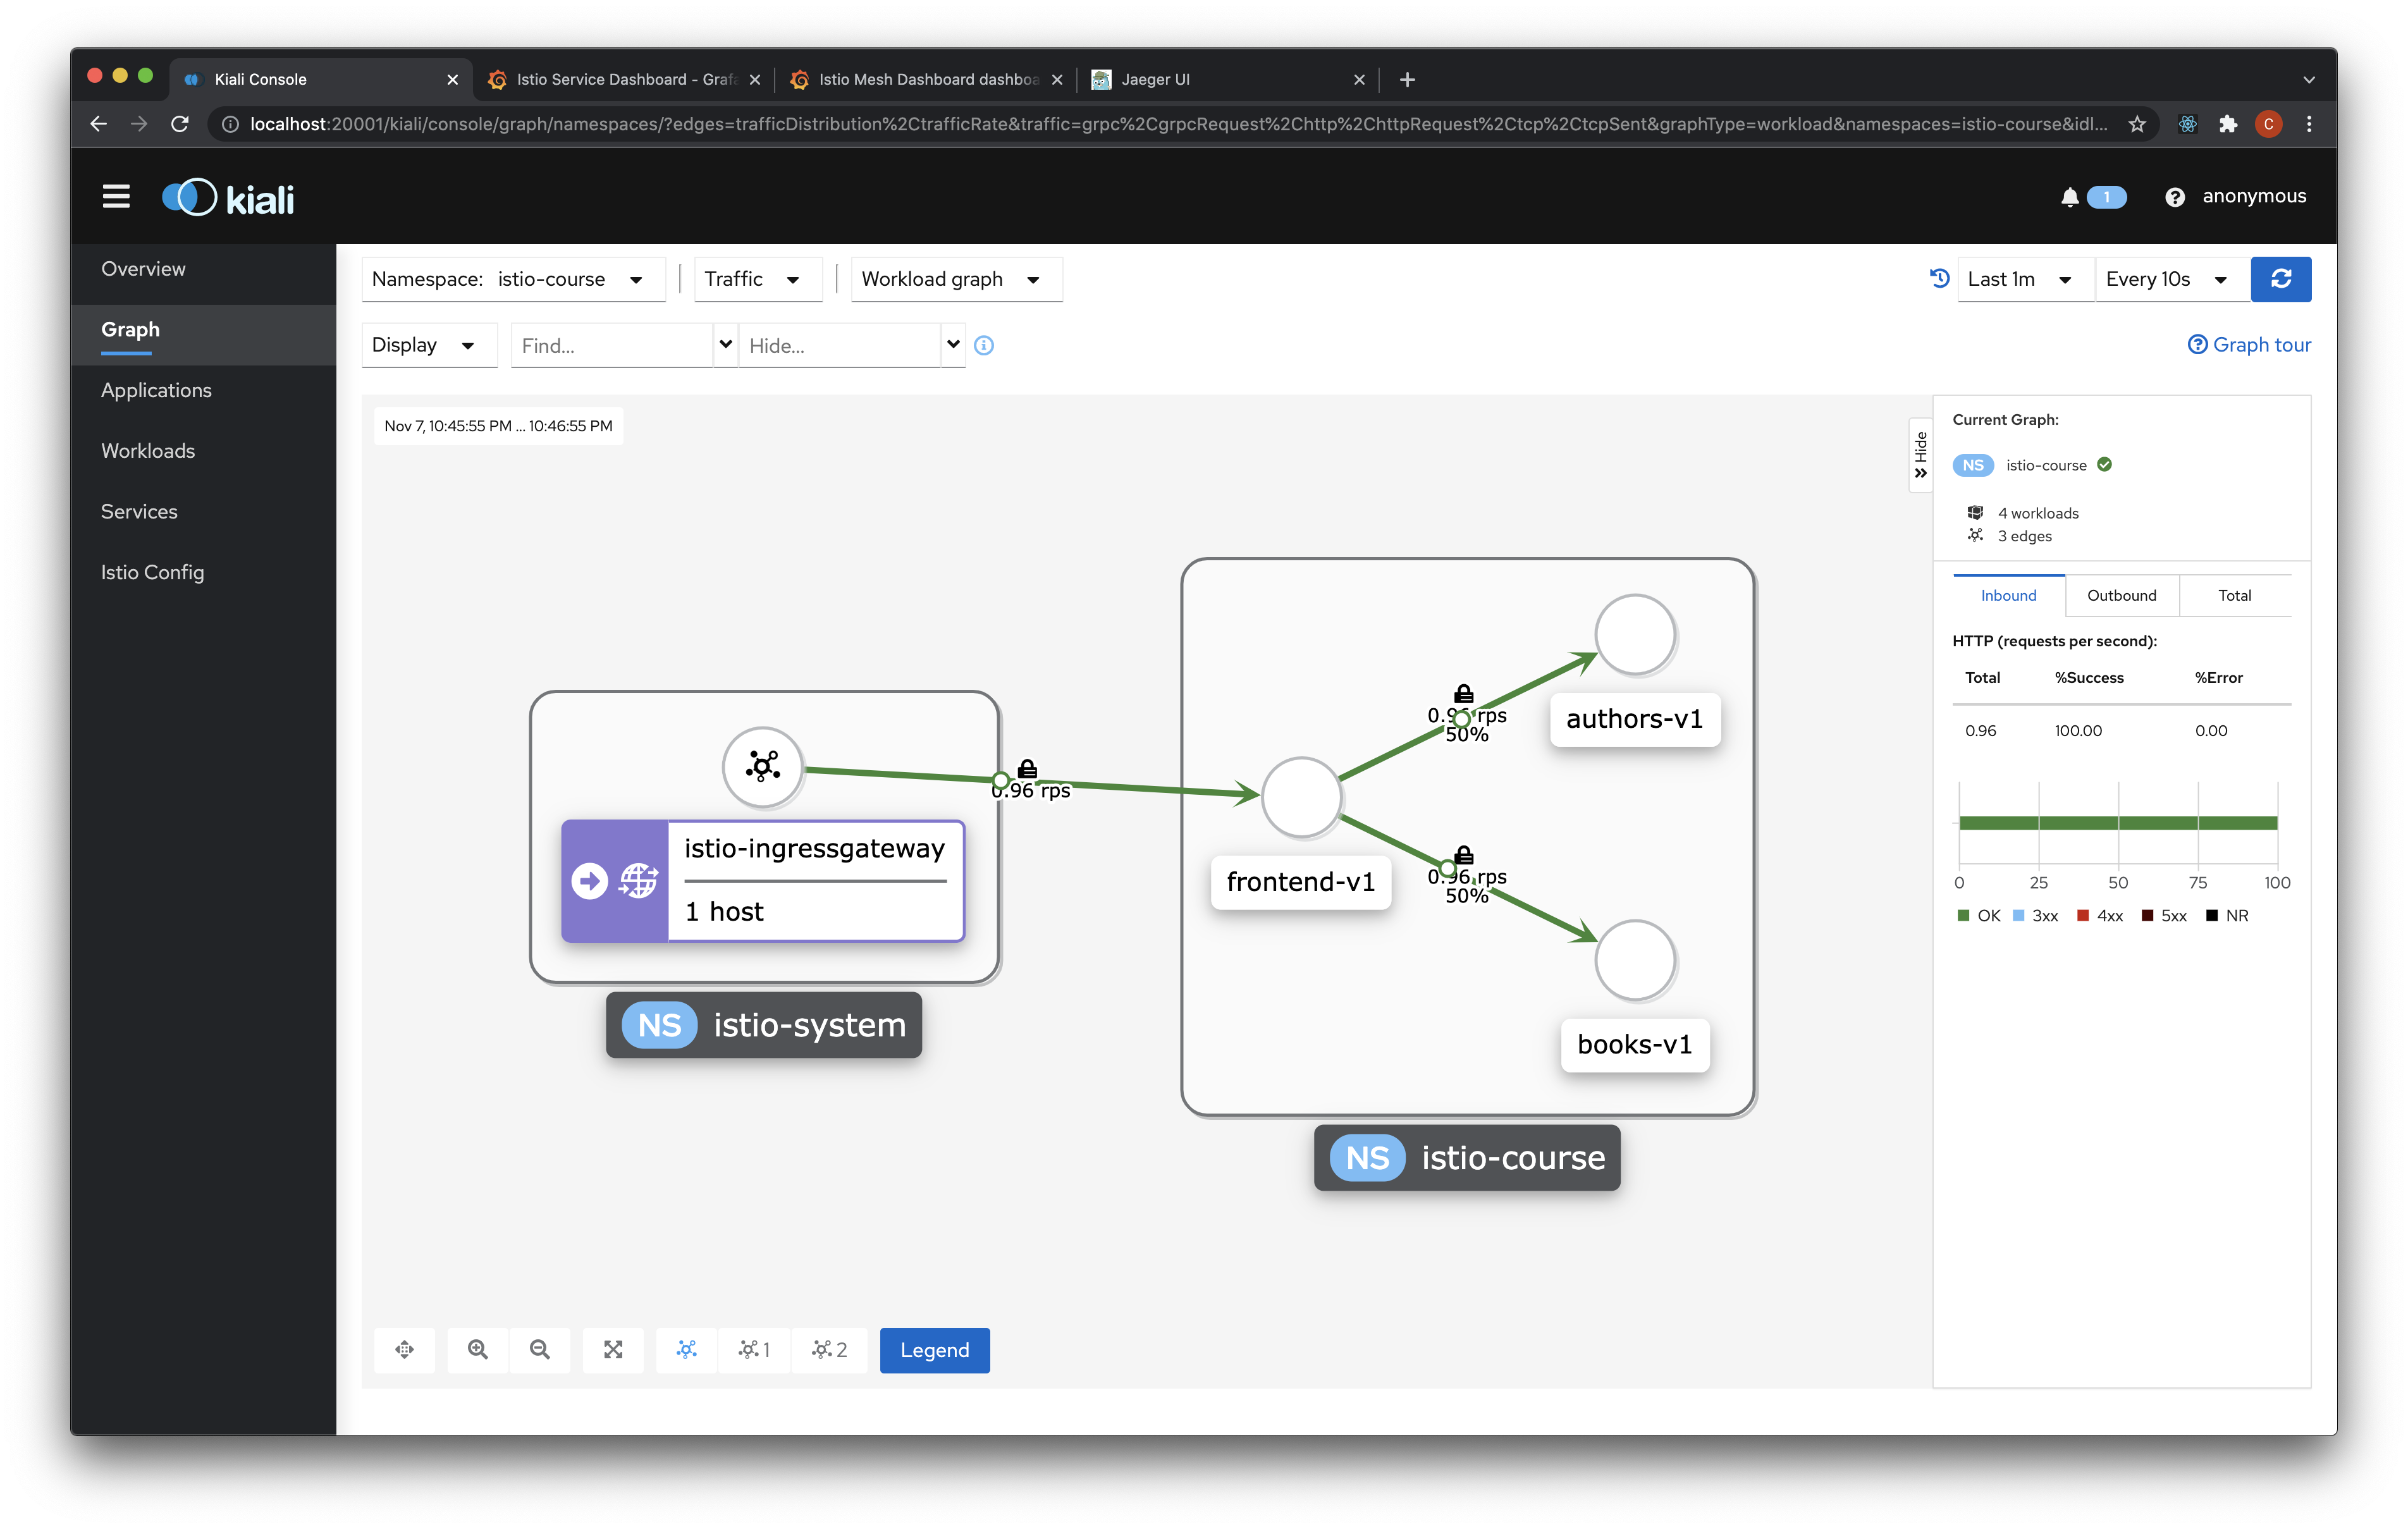 Kiali Console
Istio Service Dashboard - Grafa
Istio Mesh Dashboard dashboa
Jaeger UI
localhost:20001/kiali/console/graph/namespaces/?edges=trafficDistribution%2CtrafficRate&traffic=grpc%2CgrpcRequest%2Chttp%2ChttpRequest%2Ctcp%2CtcpSent&graphType=workload&namespaces=istio-course&idl...
C
kiali
1
anonymous
Overview
Graph
Applications
Workloads
Services
Istio Config
Namespace: istio-course
Traffic
Workload graph
Last 1m
Every 10s
Display
Find...
Hide...
Graph tour
Nov 7, 10:45:55 PM ... 10:46:55 PM
Hide
istio-ingressgateway
1 host
NS istio-system
0.96 rps
frontend-v1
0.96 rps
50%
authors-v1
0.96 rps
50%
books-v1
NS istio-course
1
2
Legend
Current Graph:
NS istio-course
4 workloads
3 edges
Inbound
Outbound
Total
HTTP (requests per second):
Total %Success %Error
0.96 100.00 0.00
0 25 50 75 100
OK 3xx 4xx 5xx NR